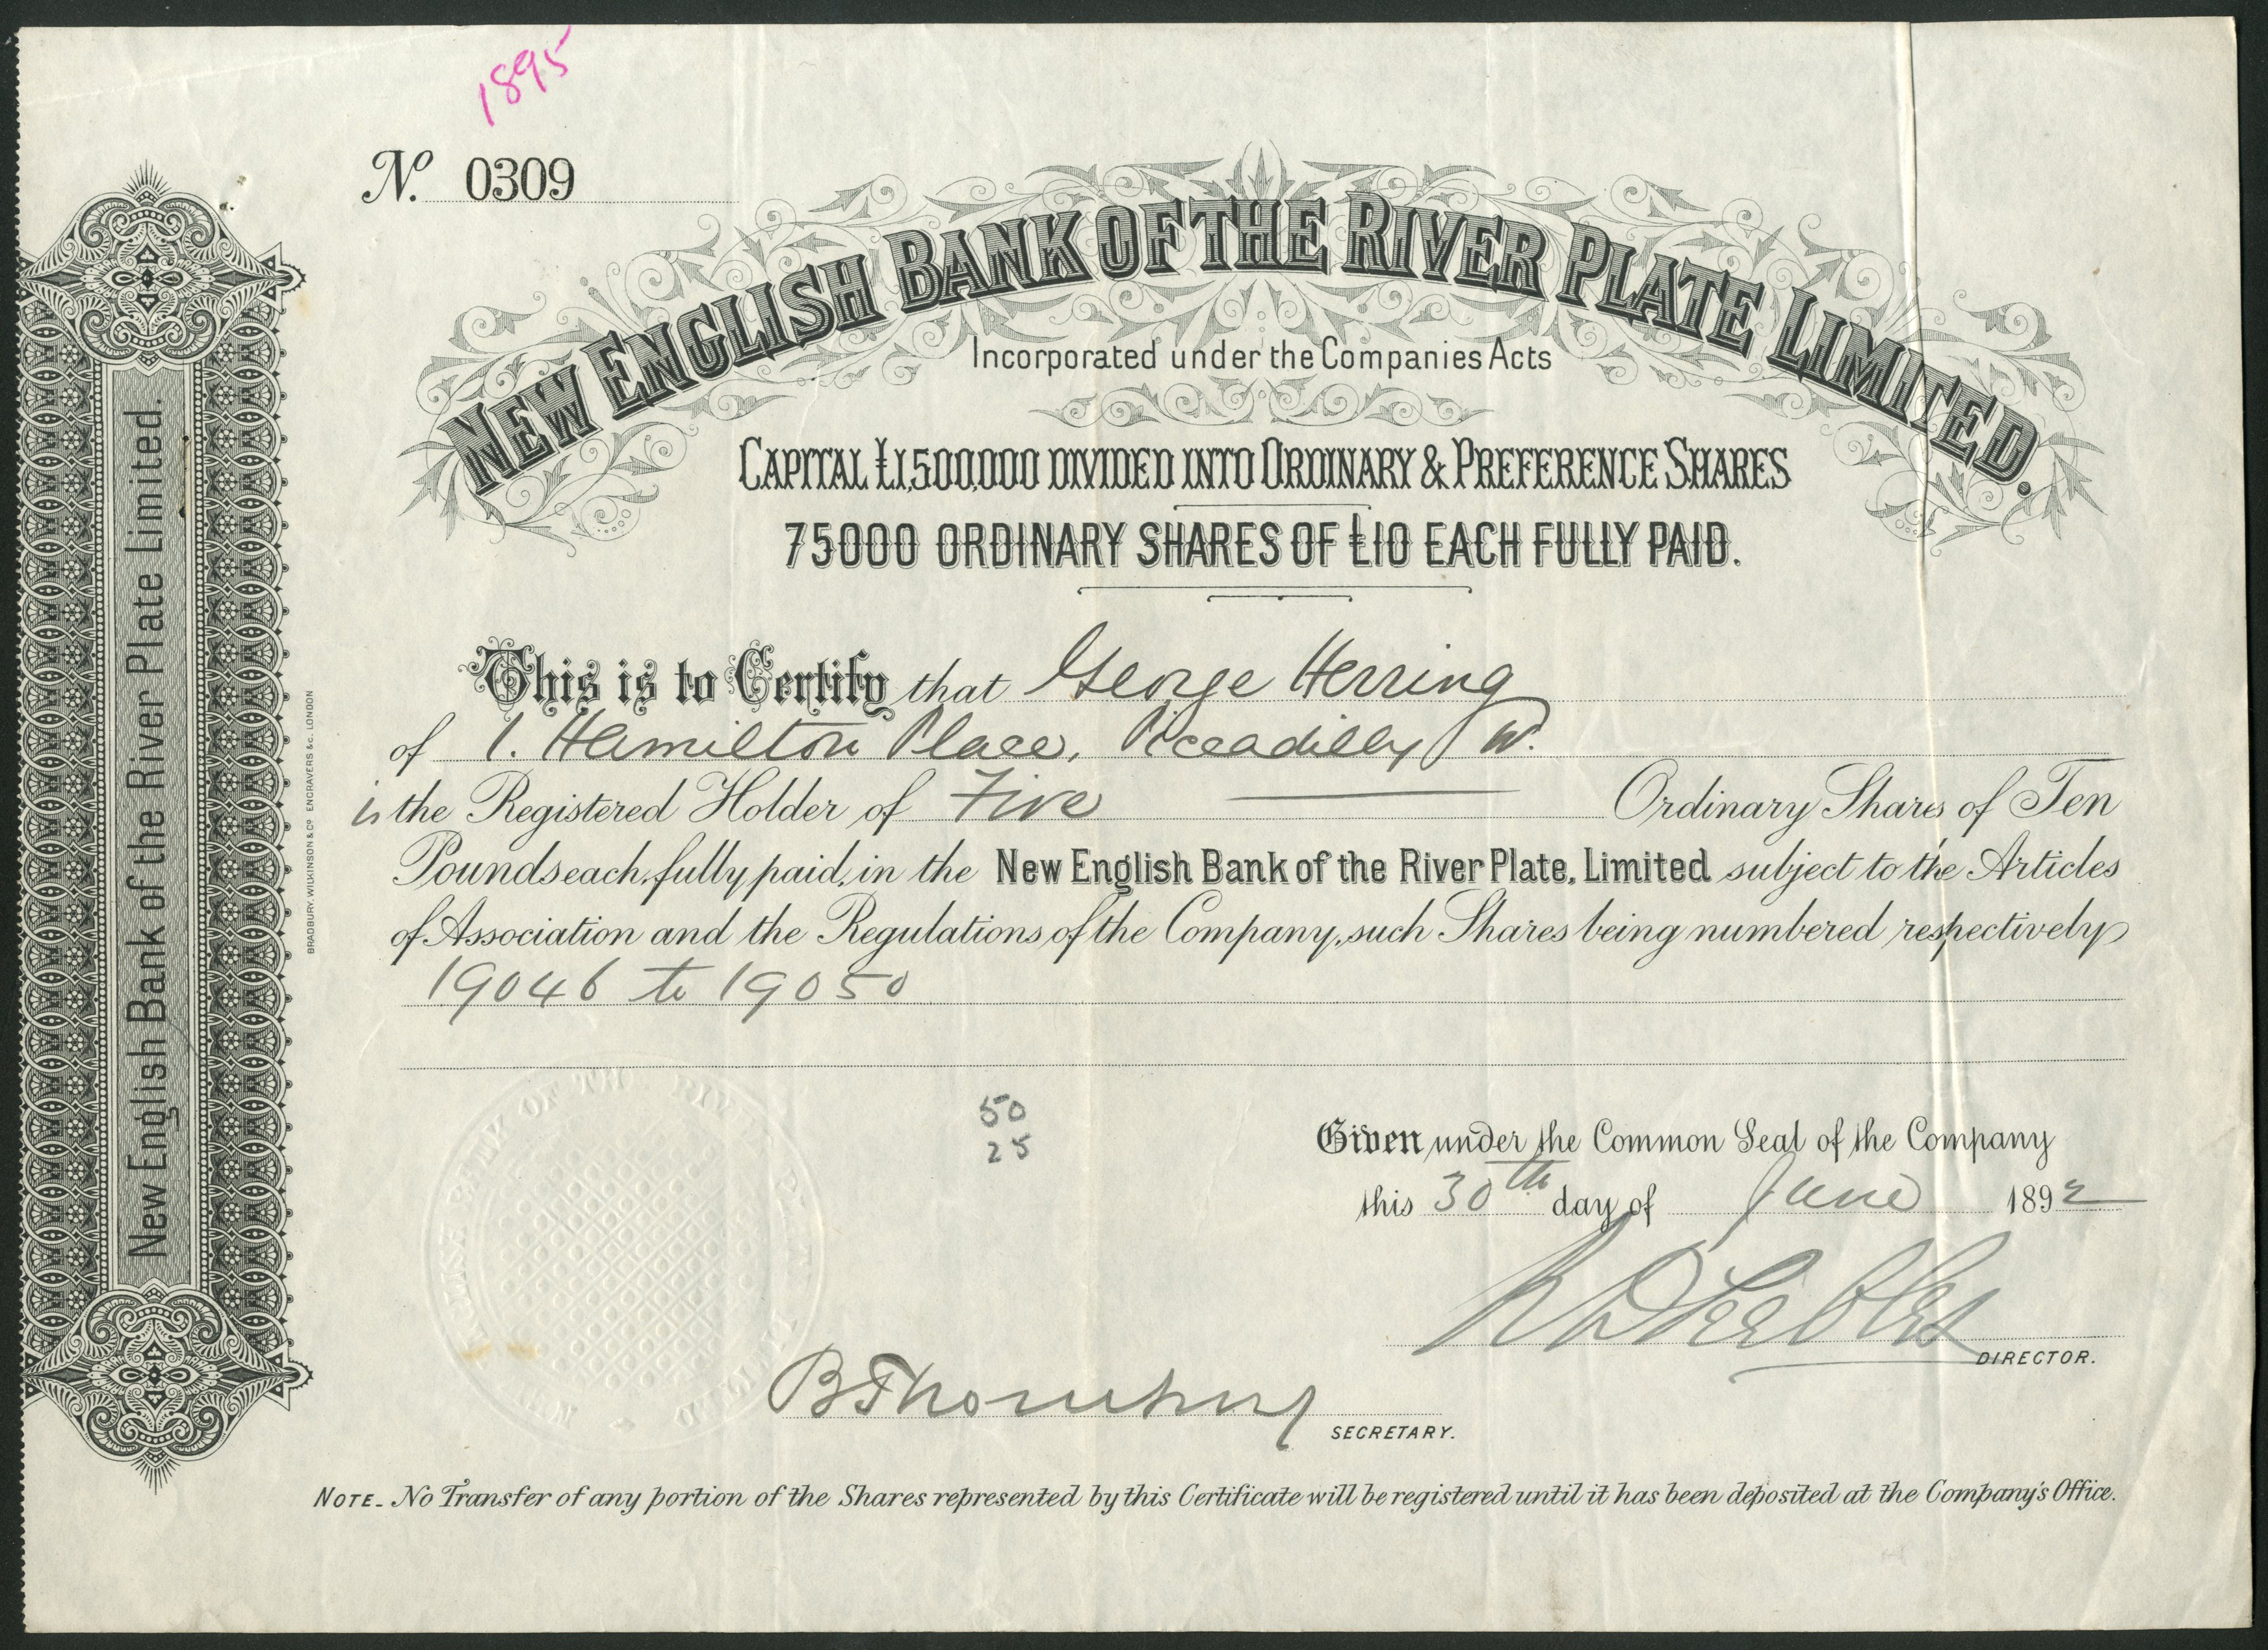 1895
No. 0309
NEW ENGLISH BANK OF THE RIVER PLATE LIMITED.
Incorporated under the Companies Acts
CAPITAL £1,500,000 DIVIDED INTO ORDINARY & PREFERENCE SHARES
75000 ORDINARY SHARES OF £10 EACH FULLY PAID.
This is to Certify that George Herring
of 1. Hamilton Place, Piccadilly W.
is the Registered Holder of Five Ordinary Shares of Ten
Pounds each, fully paid, in the New English Bank of the River Plate, Limited subject to the Articles
of Association and the Regulations of the Company, such Shares being numbered respectively
19046 to 19050
50
25
Given under the Common Seal of the Company
this 30th day of June 1892
DIRECTOR.
SECRETARY.
NOTE_ No Transfer of any portion of the Shares represented by this Certificate will be registered until it has been deposited at the Company's Office.
New English Bank of the River Plate Limited.
BRADBURY, WILKINSON & Co. ENGRAVERS &c. LONDON